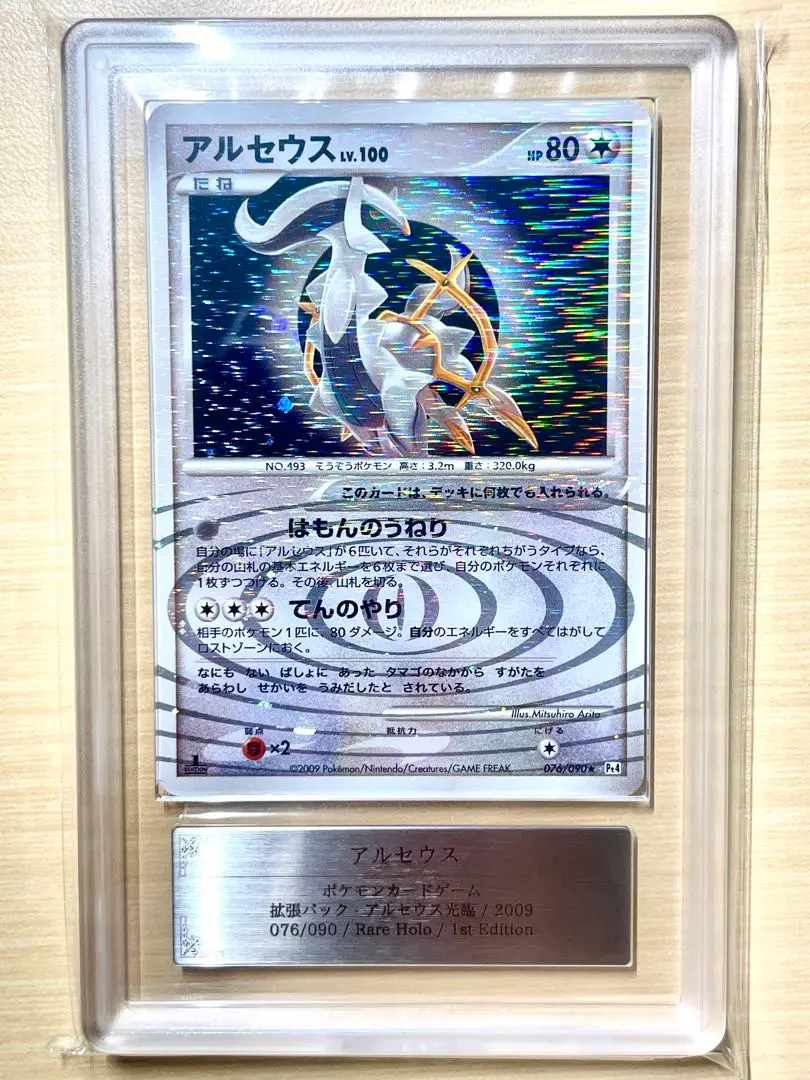 アルセウス LV.100 HP 80
たね
NO.493 そうぞうポケモン 高さ:3.2m 重さ:320.0kg
このカードは、デッキに何枚でも入れられる。
はもんのうねり
自分の場に「アルセウス」が6匹いて、それらがそれぞれちがうタイプなら、
自分の山札の基本エネルギーを6枚まで選び、自分のポケモンそれぞれに
1枚ずつつける。その後、山札を切る。
てんのやり
相手のポケモン1匹に、80ダメージ。自分のエネルギーをすべてはがして
ロストゾーンにおく。
なにも ない ばしょに あった タマゴのなかから すがたを
あらわし せかいを うみだしたと されている。
Illus.Mitsuhiro Arita
弱点 抵抗力 にげる
×2
1 EDITION ©2009 Pokémon/Nintendo/Creatures/GAME FREAK. 076/090★ Pt4
アルセウス
ポケモンカードゲーム
拡張パック・アルセウス光臨 / 2009
076/090 / Rare Holo / 1st Edition